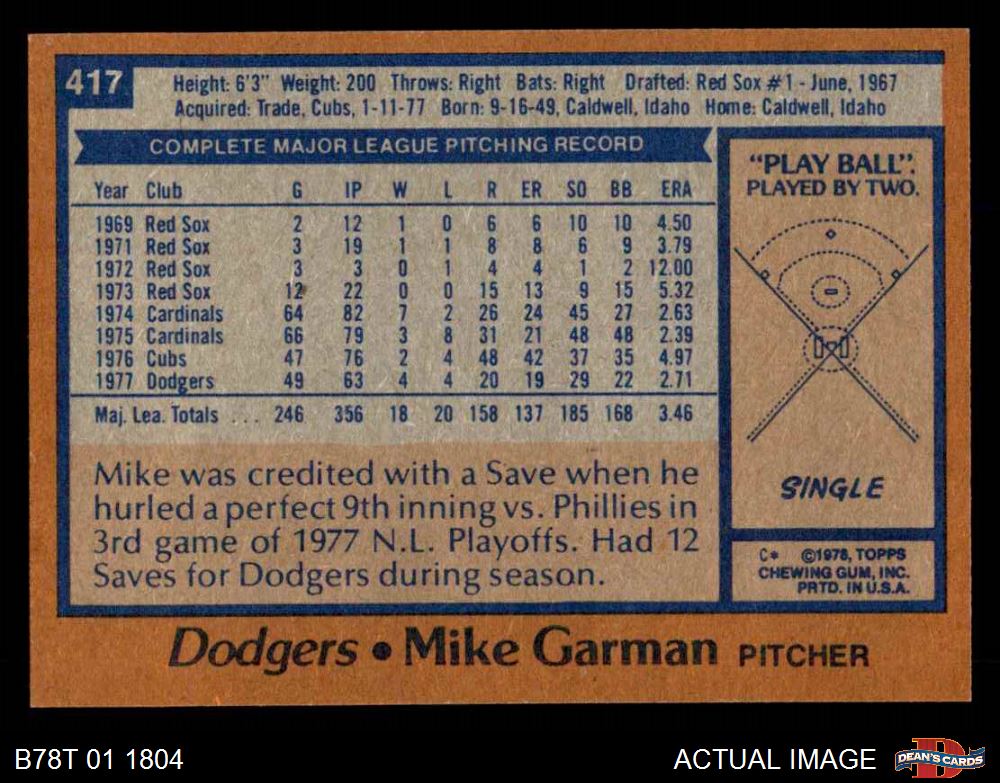 417
Height: 6'3" Weight: 200 Throws: Right Bats: Right Drafted: Red Sox #1 - June, 1967
Acquired: Trade, Cubs, 1-11-77 Born: 9-16-49, Caldwell, Idaho Home: Caldwell, Idaho
COMPLETE MAJOR LEAGUE PITCHING RECORD
Year Club G IP W L R ER SO BB ERA
1969 Red Sox 2 12 1 0 6 6 10 10 4.50
1971 Red Sox 3 19 1 1 8 8 6 9 3.79
1972 Red Sox 3 3 0 1 4 4 1 2 12.00
1973 Red Sox 12 22 0 0 15 13 9 15 5.32
1974 Cardinals 64 82 7 2 26 24 45 27 2.63
1975 Cardinals 66 79 3 8 31 21 48 48 2.39
1976 Cubs 47 76 2 4 48 42 37 35 4.97
1977 Dodgers 49 63 4 4 20 19 29 22 2.71
Maj. Lea. Totals ... 246 356 18 20 158 137 185 168 3.46
Mike was credited with a Save when he
hurled a perfect 9th inning vs. Phillies in
3rd game of 1977 N.L. Playoffs. Had 12
Saves for Dodgers during season.
"PLAY BALL".
PLAYED BY TWO.
SINGLE
C* ©1978, TOPPS
CHEWING GUM, INC.
PRTD. IN U.S.A.
Dodgers • Mike Garman PITCHER
B78T 01 1804
ACTUAL IMAGE
D
DEAN'S CARDS